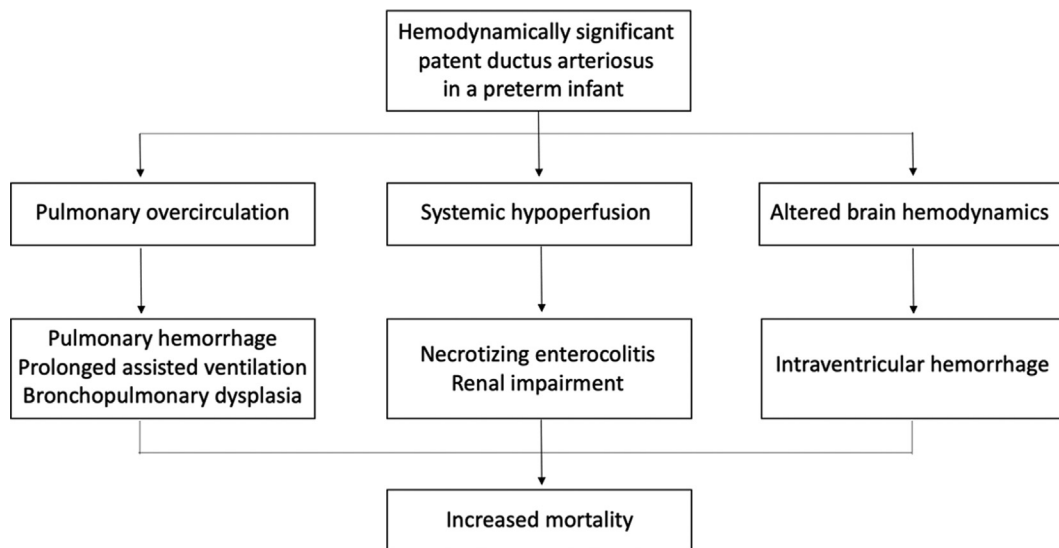 Hemodynamically significant
patent ductus arteriosus
in a preterm infant
Pulmonary overcirculation
Systemic hypoperfusion
Altered brain hemodynamics
Pulmonary hemorrhage
Prolonged assisted ventilation
Bronchopulmonary dysplasia
Necrotizing enterocolitis
Renal impairment
Intraventricular hemorrhage
Increased mortality